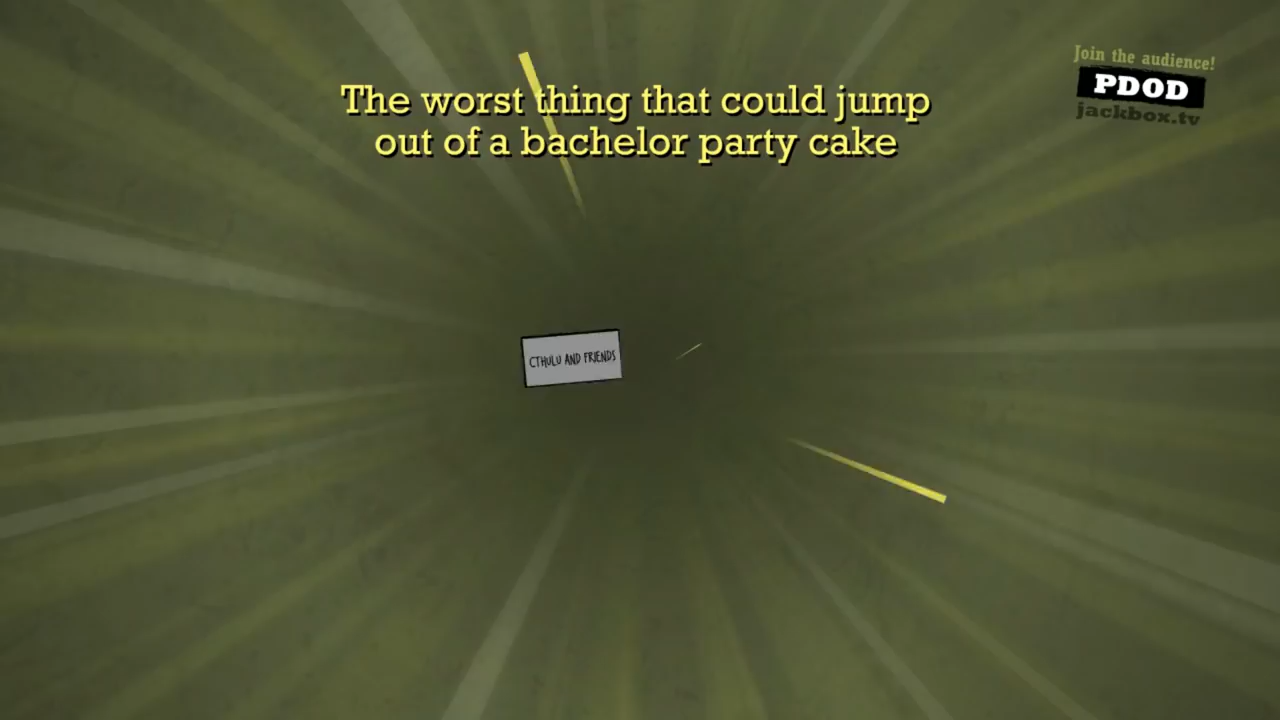 Join the audience!
PDOD
jackbox.tv
The worst thing that could jump
out of a bachelor party cake
CTHULU AND FRIENDS